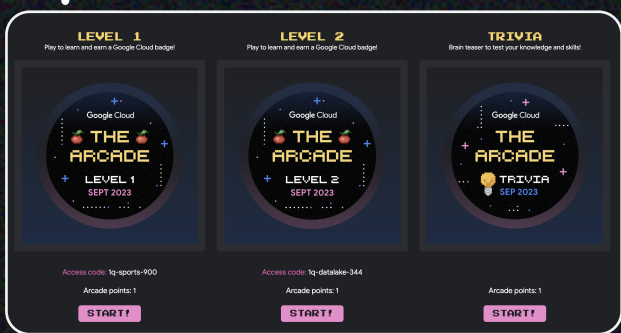 LEVEL 1
Play to learn and earn a Google Cloud badge!
Google Cloud
THE
ARCADE
LEVEL 1
SEPT 2023
Access code: 1q-sports-900
Arcade points: 1
START!
LEVEL 2
Play to learn and earn a Google Cloud badge!
Google Cloud
THE
ARCADE
LEVEL 2
SEPT 2023
Access code: 1q-datalake-344
Arcade points: 1
START!
TRIVIA
Brain teaser to test your knowledge and skills!
Google Cloud
THE
ARCADE
TRIVIA
SEP 2023
Arcade points: 1
START!